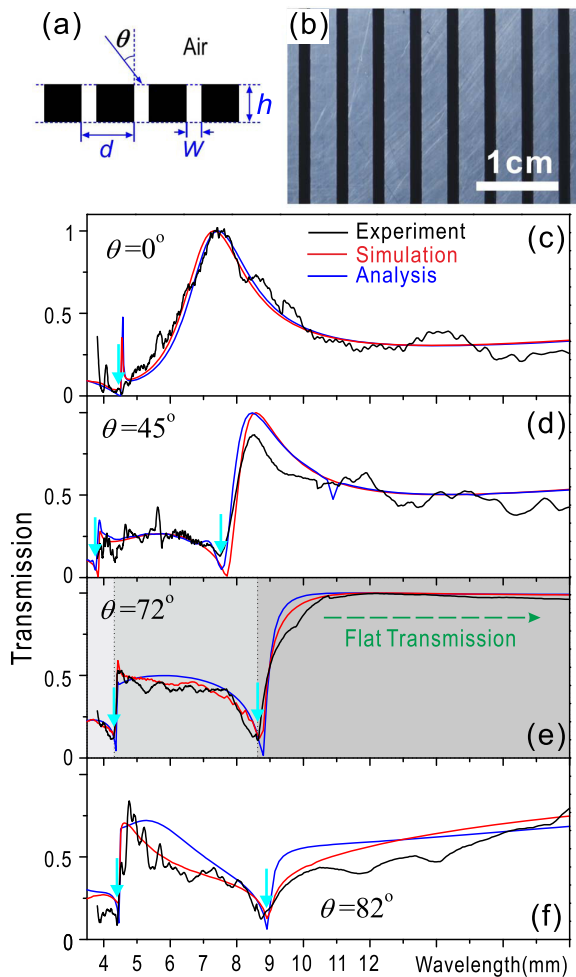 (a)
θ
Air
h
d
W
(b)
1cm
1
θ=0°
Experiment
Simulation
Analysis
(c)
0.5
0
θ=45°
(d)
0.5
0
θ=72°
Flat Transmission
0.5
(e)
0
0.5
θ=82°
(f)
0
Transmission
4 5 6 7 8 9 10 11 12 Wavelength(mm)